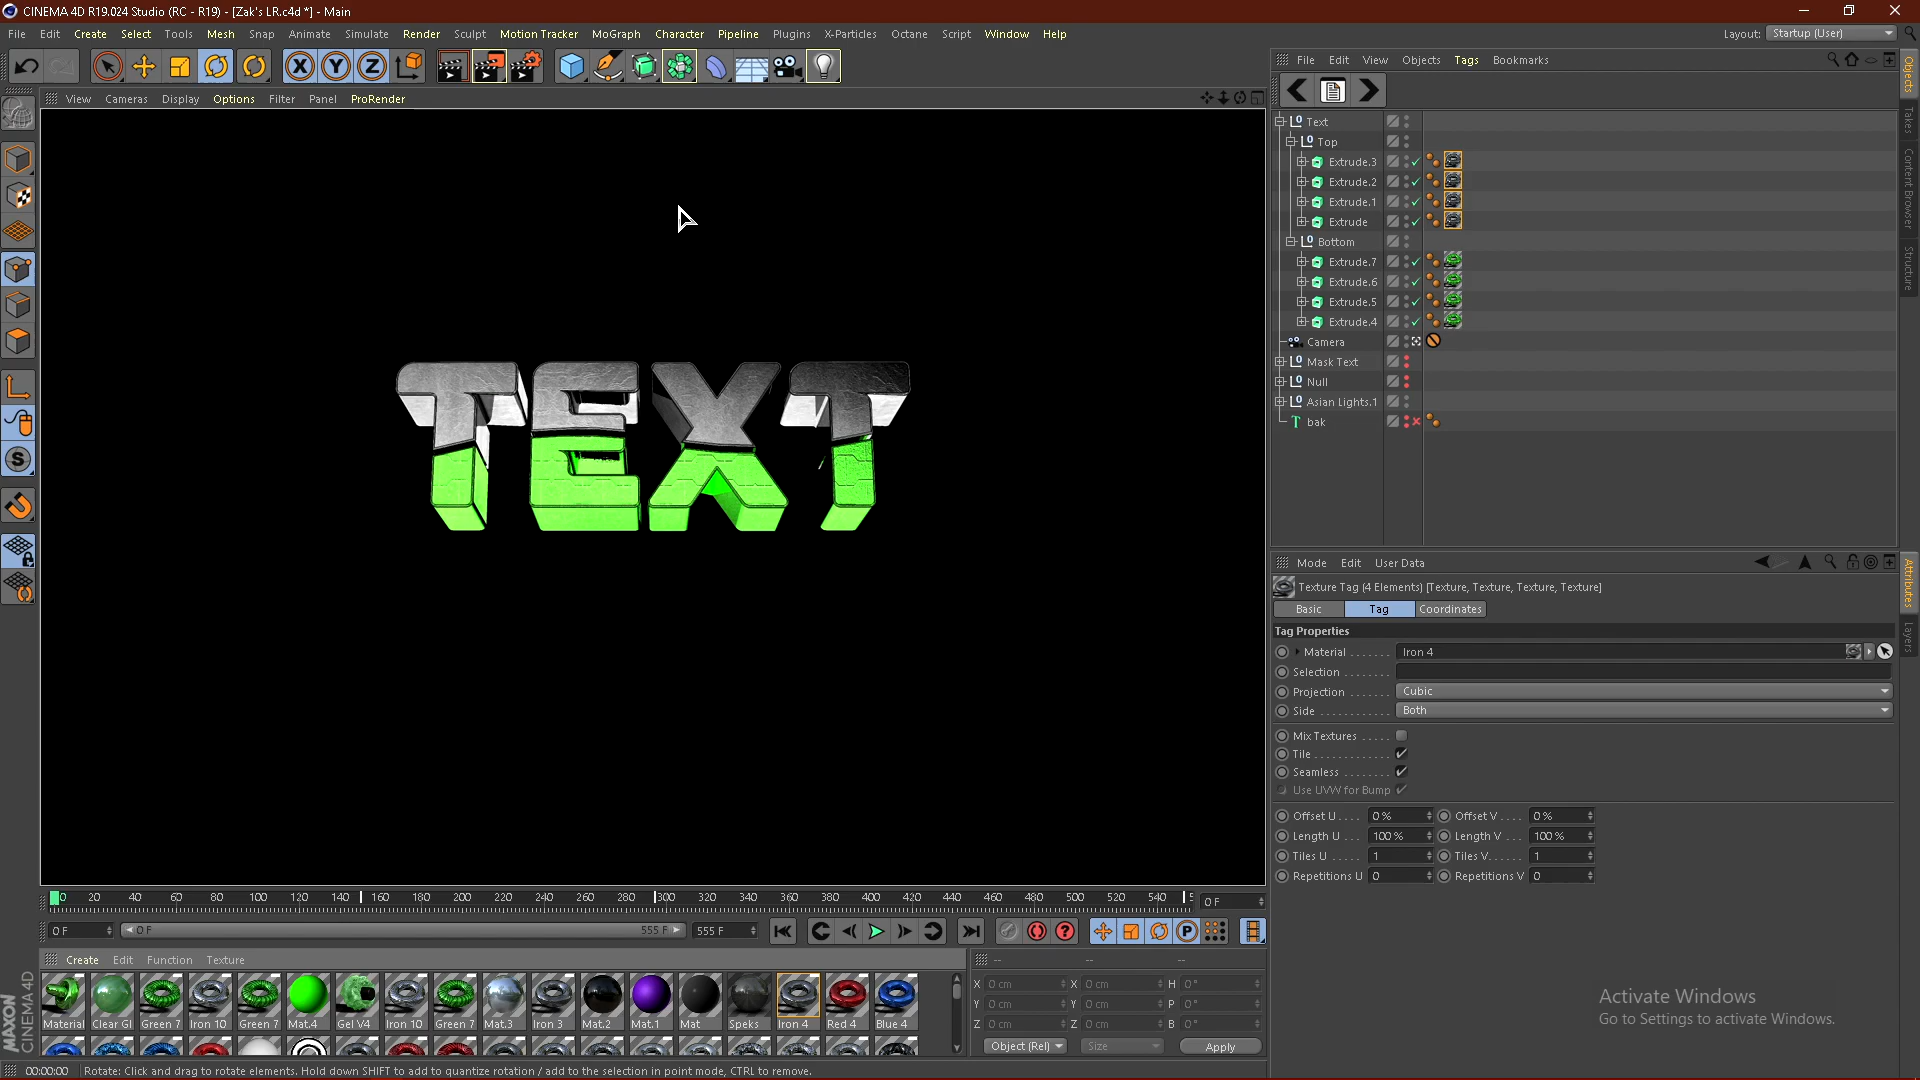 CINEMA 4D R19.024 Studio (RC - R19) - [Zak's LR.c4d *] - Main
File Edit Create Select Tools Mesh Snap Animate Simulate Render Sculpt Motion Tracker MoGraph Character Pipeline Plugins X-Particles Octane Script Window Help
Layout: Startup (User)
X Y Z
File Edit View Objects Tags Bookmarks
View Cameras Display Options Filter Panel ProRender
Objects
Takes
Content Browser
Structure
Text
Top
Extrude.3
Extrude.2
Extrude.1
Extrude
Bottom
Extrude.7
Extrude.6
Extrude.5
Extrude.4
Camera
Mask Text
Null
Asian Lights.1
bak
TEXT
Mode Edit User Data
Texture Tag (4 Elements) [Texture, Texture, Texture, Texture]
Basic Tag Coordinates
Attributes
Layers
Tag Properties
Material Iron 4
Selection
Projection Cubic
Side Both
Mix Textures
Tile
Seamless
Use UVW for Bump
Offset U 0 % Offset V 0 %
Length U 100 % Length V 100 %
Tiles U 1 Tiles V 1
Repetitions U 0 Repetitions V 0
0 20 40 60 80 100 120 140 160 180 200 220 240 260 280 300 320 340 360 380 400 420 440 460 480 500 520 540 0 F
0 F 0 F 555 F 555 F
Create Edit Function Texture
Material Clear Gl Green 7 Iron 10 Green 7 Mat.4 Gel V4 Iron 10 Green 7 Mat.3 Iron 3 Mat.2 Mat.1 Mat Speks Iron 4 Red 4 Blue 4
-- -- --
X 0 cm X 0 cm H 0 °
Y 0 cm Y 0 cm P 0 °
Z 0 cm Z 0 cm B 0 °
Object (Rel) Size Apply
MAXON
CINEMA 4D
Activate Windows
Go to Settings to activate Windows.
00:00:00 Rotate: Click and drag to rotate elements. Hold down SHIFT to add to quantize rotation / add to the selection in point mode, CTRL to remove.